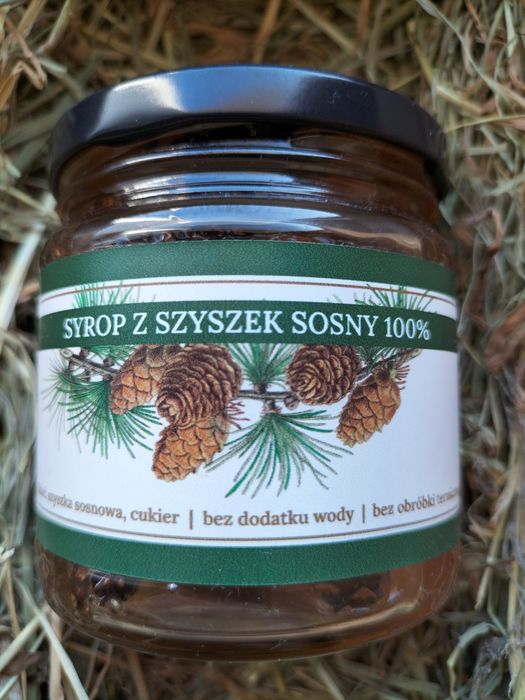 SYROP Z SZYSZEK SOSNY 100%
szyszka sosnowa, cukier | bez dodatku wody | bez obróbki